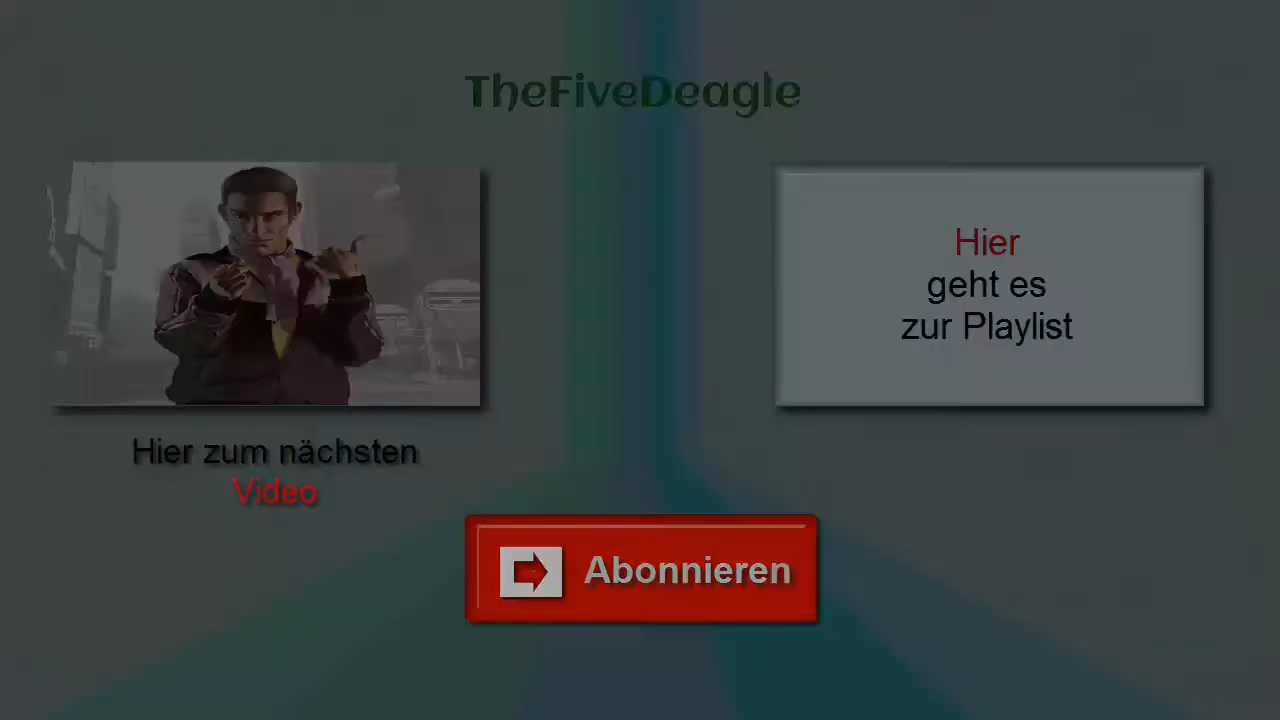 TheFiveDeagle
Hier
geht es
zur Playlist
Hier zum nächsten
Video
Abonnieren